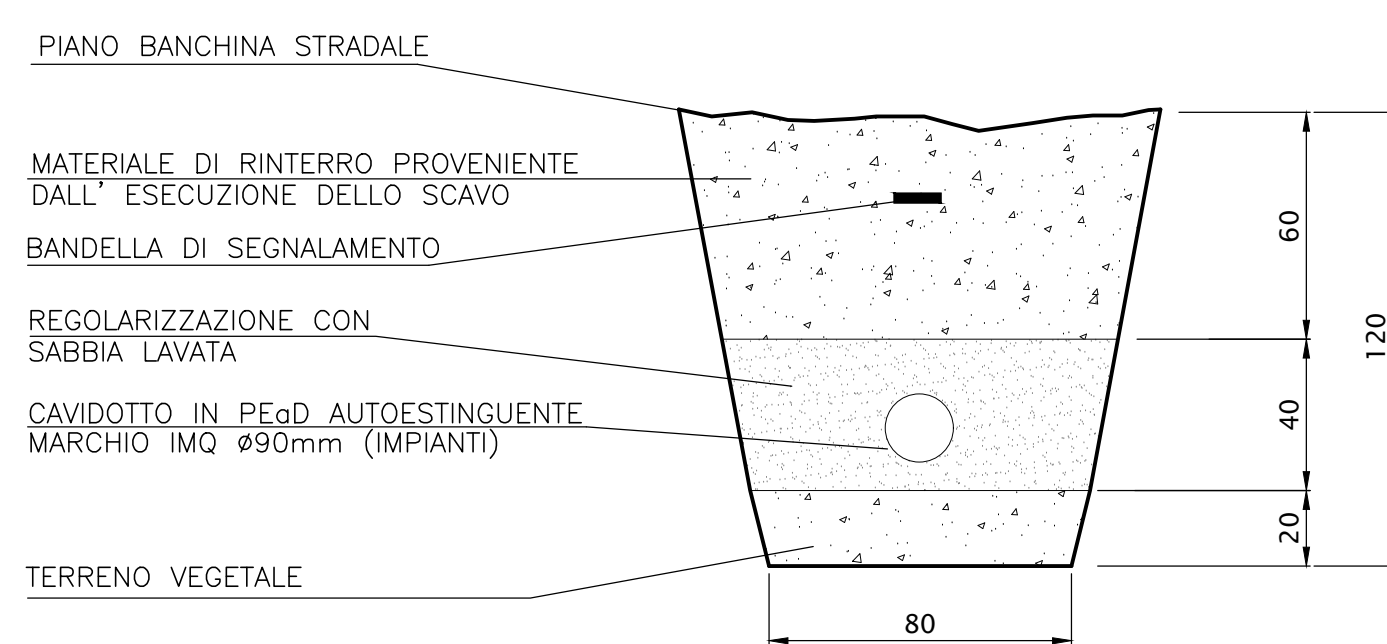 PIANO BANCHINA STRADALE
MATERIALE DI RINTERRO PROVENIENTE
DALL' ESECUZIONE DELLO SCAVO
BANDELLA DI SEGNALAMENTO
REGOLARIZZAZIONE CON
SABBIA LAVATA
CAVIDOTTO IN PEaD AUTOESTINGUENTE
MARCHIO IMQ Ø90mm (IMPIANTI)
TERRENO VEGETALE
60
120
40
20
80